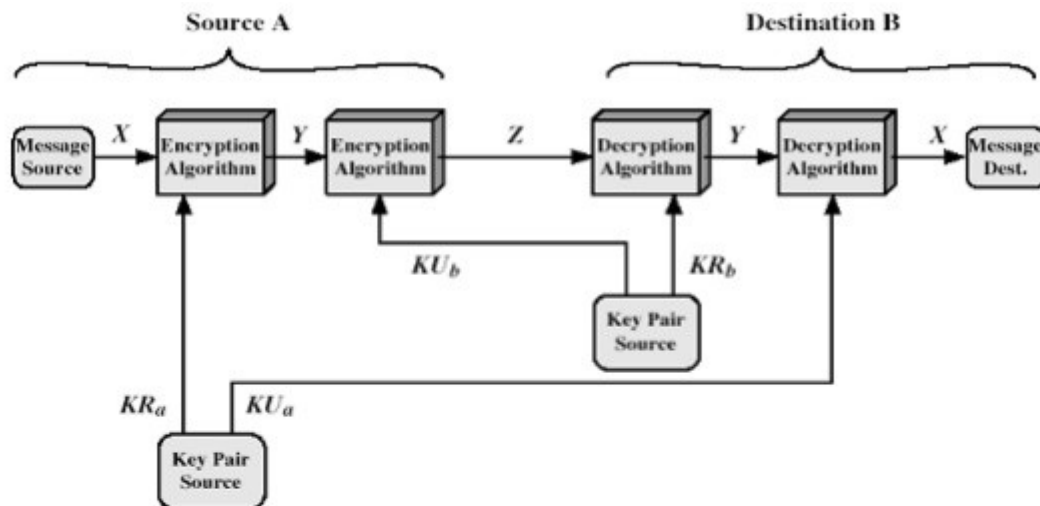 Source A
Destination B
Message
Source
X
Encryption
Algorithm
Y
Encryption
Algorithm
Z
Decryption
Algorithm
Y
Decryption
Algorithm
X
Message
Dest.
KUb
KRb
Key Pair
Source
KRa
KUa
Key Pair
Source